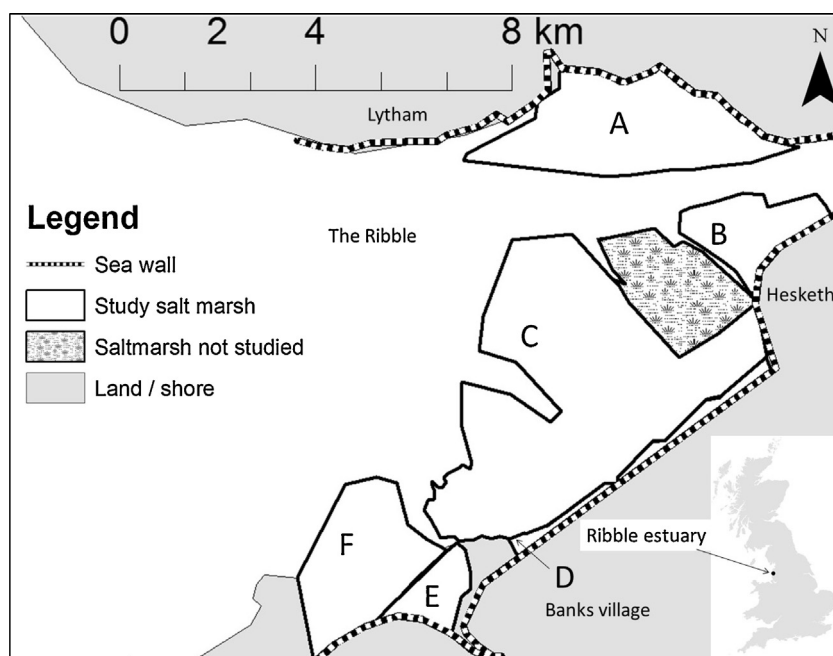 0 2 4 8 km
N
Lytham
A
Legend
The Ribble
B
Sea wall
Hesketh
Study salt marsh
C
Saltmarsh not studied
Land / shore
Ribble estuary
F
D
E
Banks village